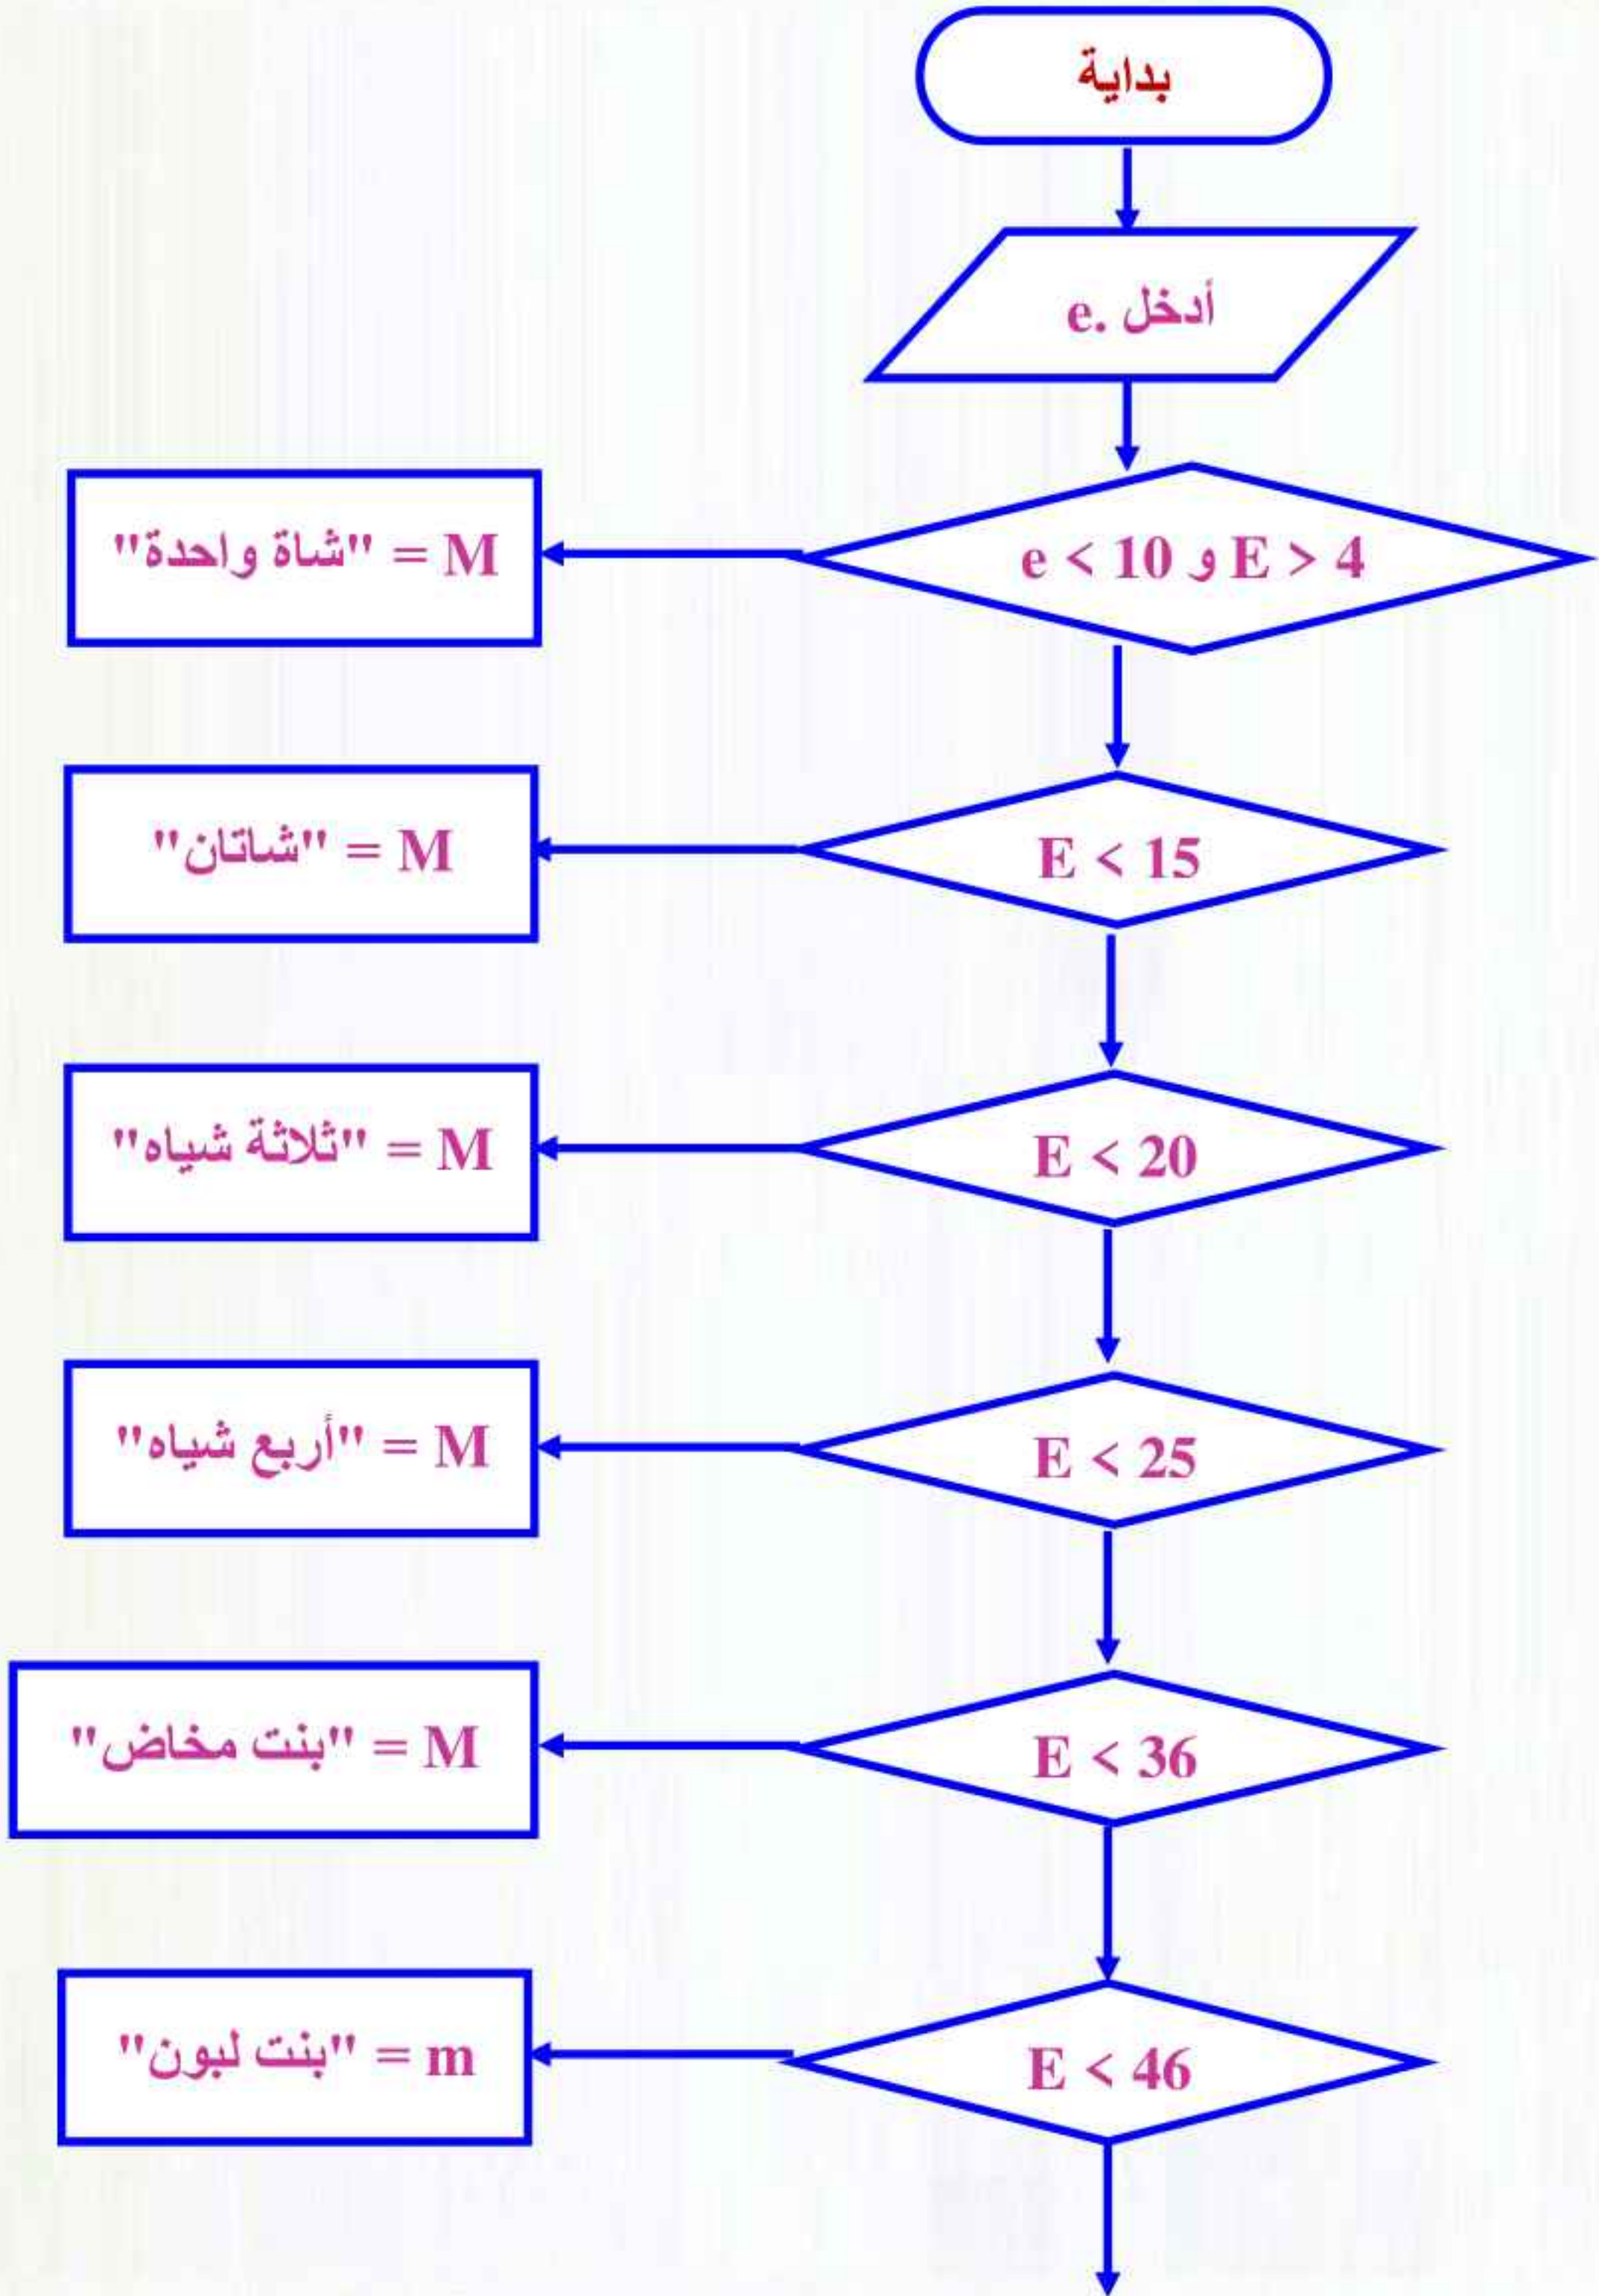 بداية
أدخل .e
e < 10 و E > 4
M = "شاة واحدة"
E < 15
M = "شاتان"
E < 20
M = "ثلاثة شياه"
E < 25
M = "أربع شياه"
E < 36
M = "بنت مخاض"
E < 46
m = "بنت لبون"